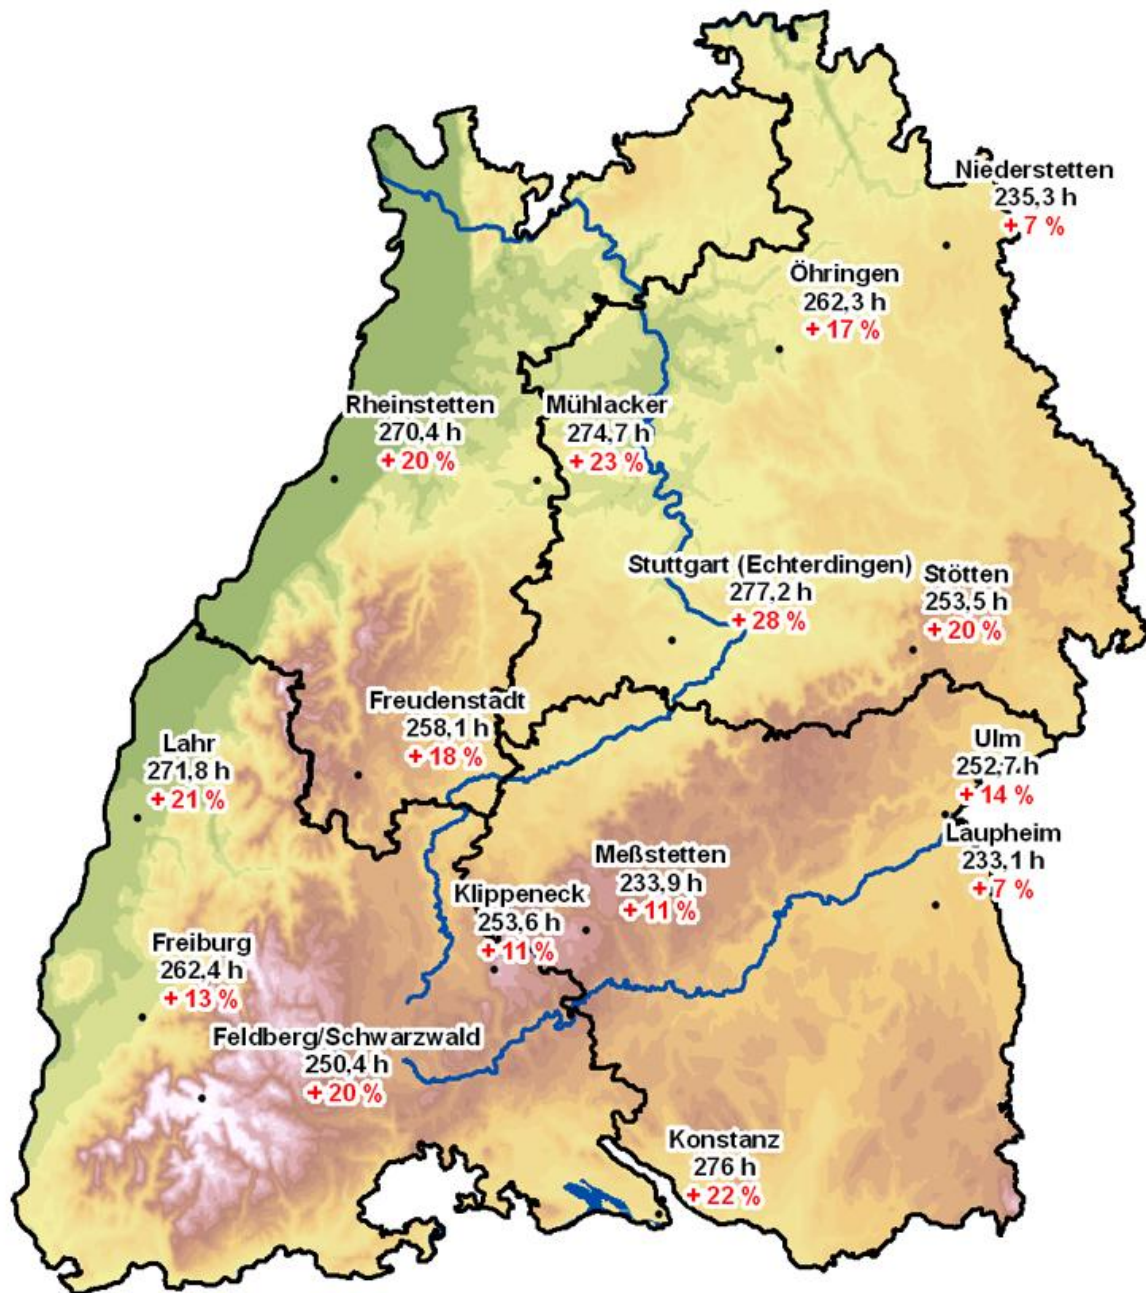 Niederstetten
235,3 h
+ 7 %
Öhringen
262,3 h
+ 17 %
Rheinstetten
270,4 h
+ 20 %
Mühlacker
274,7 h
+ 23 %
Stuttgart (Echterdingen)
277,2 h
+ 28 %
Stötten
253,5 h
+ 20 %
Freudenstadt
258,1 h
+ 18 %
Lahr
271,8 h
+ 21 %
Ulm
252,7 h
+ 14 %
Laupheim
233,1 h
+ 7 %
Meßstetten
233,9 h
+ 11 %
Klippeneck
253,6 h
+ 11 %
Freiburg
262,4 h
+ 13 %
Feldberg/Schwarzwald
250,4 h
+ 20 %
Konstanz
276 h
+ 22 %